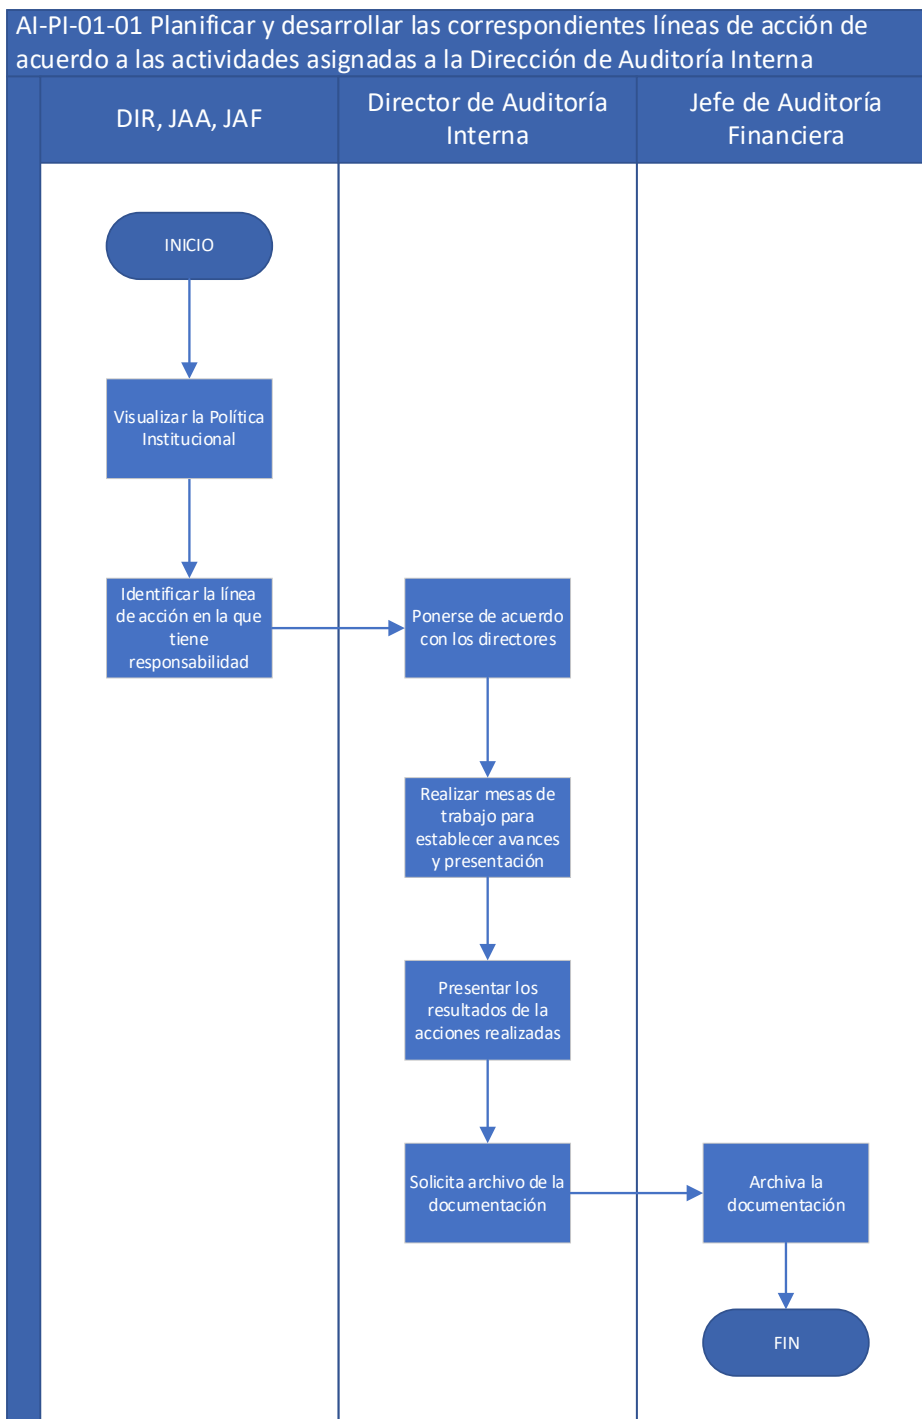 AI-PI-01-01 Planificar y desarrollar las correspondientes líneas de acción de
acuerdo a las actividades asignadas a la Dirección de Auditoría Interna
DIR, JAA, JAF
Director de Auditoría
Interna
Jefe de Auditoría
Financiera
INICIO
Visualizar la Política
Institucional
Identificar la línea
de acción en la que
tiene
responsabilidad
Ponerse de acuerdo
con los directores
Realizar mesas de
trabajo para
establecer avances
y presentación
Presentar los
resultados de la
acciones realizadas
Solicita archivo de la
documentación
Archiva la
documentación
FIN